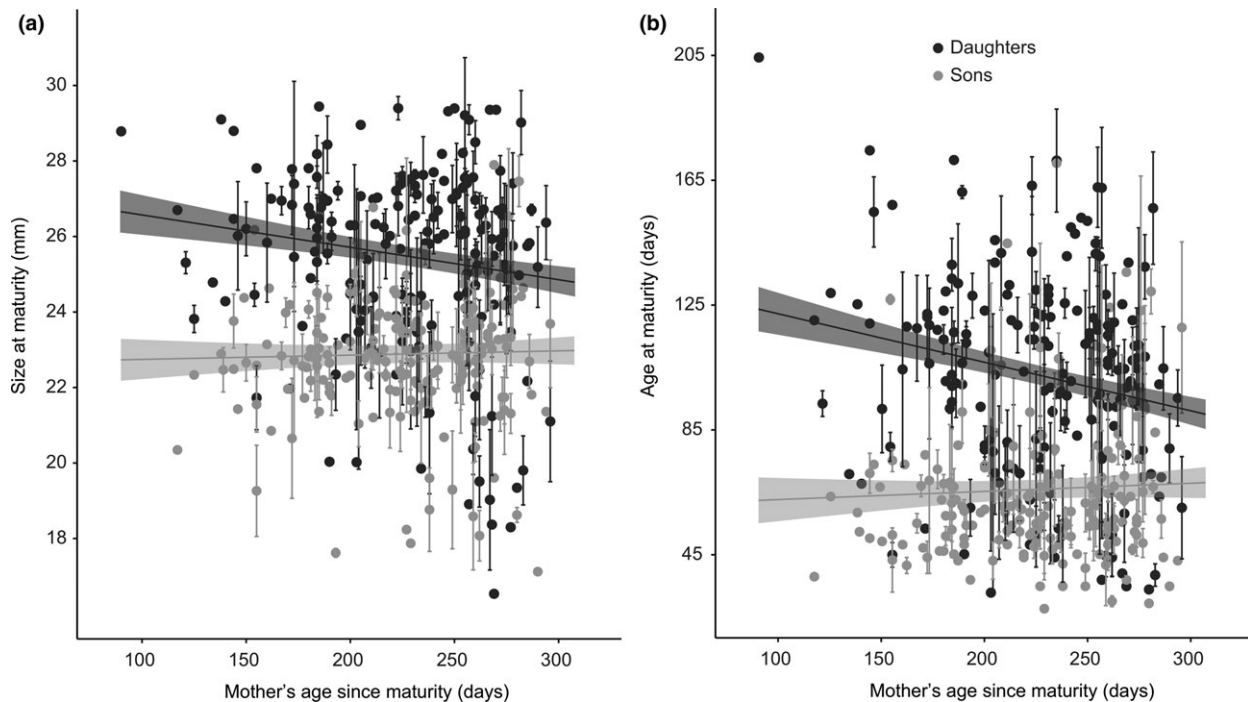 (a)
Size at maturity (mm)
30
28
26
24
22
20
18
100 150 200 250 300
Mother's age since maturity (days)
(b)
Daughters
Sons
Age at maturity (days)
205
165
125
85
45
100 150 200 250 300
Mother's age since maturity (days)